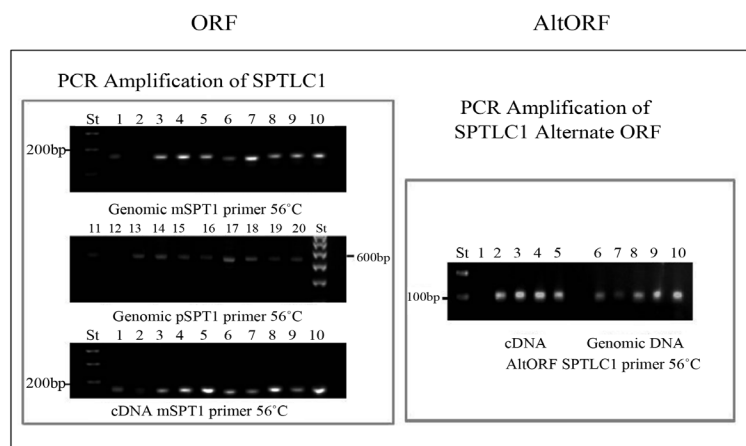 ORF AltORF
PCR Amplification of SPTLC1
St 1 2 3 4 5 6 7 8 9 10
200bp
Genomic mSPT1 primer 56˚C
11 12 13 14 15 16 17 18 19 20 St
600bp
Genomic pSPT1 primer 56˚C
St 1 2 3 4 5 6 7 8 9 10
200bp
cDNA mSPT1 primer 56˚C
PCR Amplification of
SPTLC1 Alternate ORF
St 1 2 3 4 5 6 7 8 9 10
100bp
cDNA Genomic DNA
AltORF SPTLC1 primer 56˚C